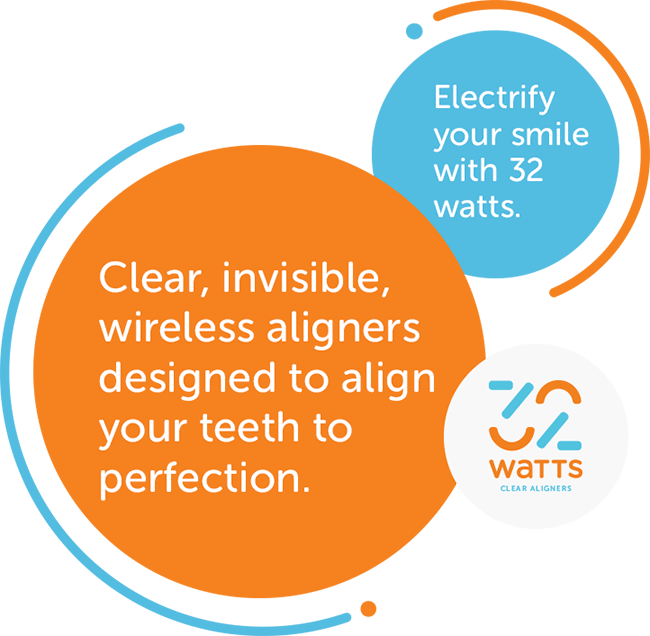 Electrify
your smile
with 32
watts.
Clear, invisible,
wireless aligners
designed to align
your teeth to
perfection.
32
WATTS
CLEAR ALIGNERS